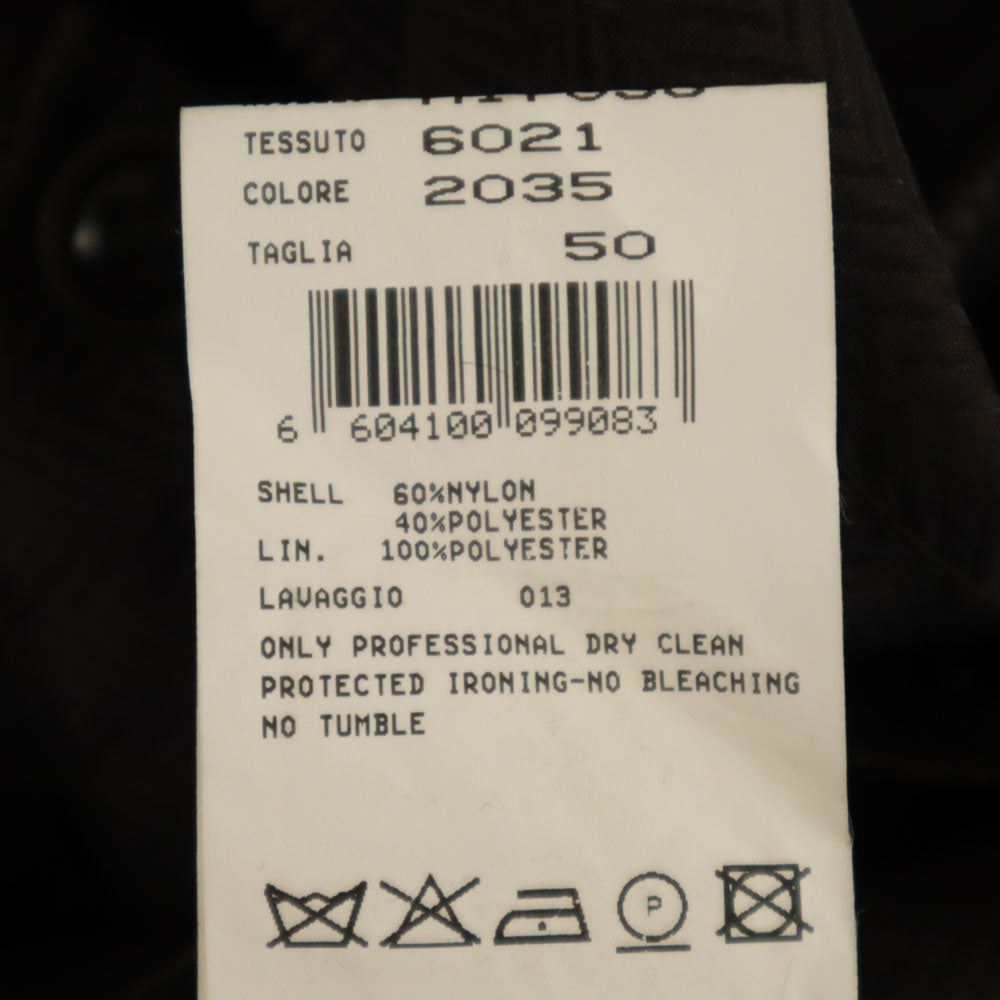 TESSUTO 6021
COLORE 2035
TAGLIA 50
6 604100 099083
SHELL 60%NYLON
40%POLYESTER
LIN. 100%POLYESTER
LAVAGGIO 013
ONLY PROFESSIONAL DRY CLEAN
PROTECTED IRONING-NO BLEACHING
NO TUMBLE
P